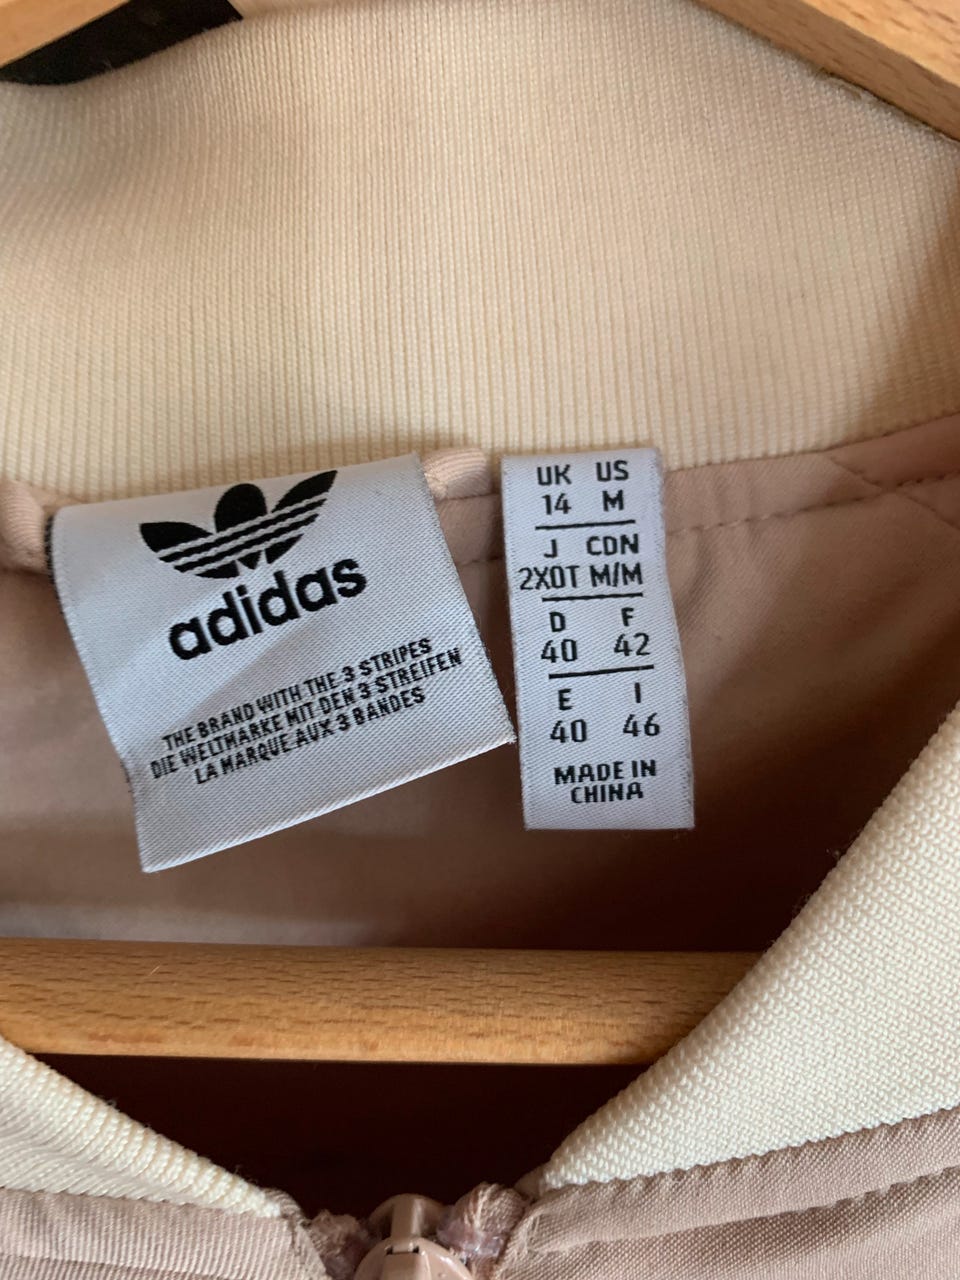 adidas
THE BRAND WITH THE 3 STRIPES
DIE WELTMARKE MIT DEN 3 STREIFEN
LA MARQUE AUX 3 BANDES
UK US
14 M
J CDN
2XOT M/M
D F
40 42
E I
40 46
MADE IN
CHINA